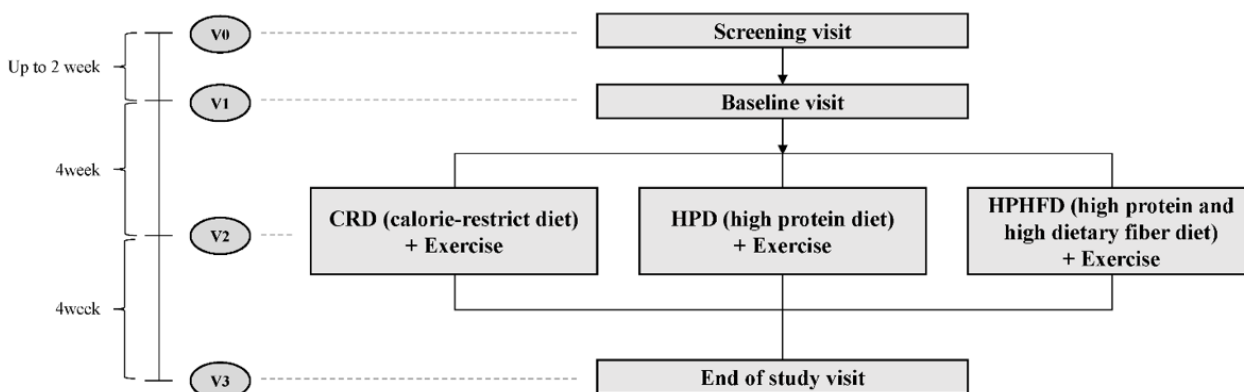 V0
Screening visit
Up to 2 week
V1
Baseline visit
4week
CRD (calorie-restrict diet)
+ Exercise
HPD (high protein diet)
+ Exercise
HPHFD (high protein and
high dietary fiber diet)
+ Exercise
V2
4week
V3
End of study visit